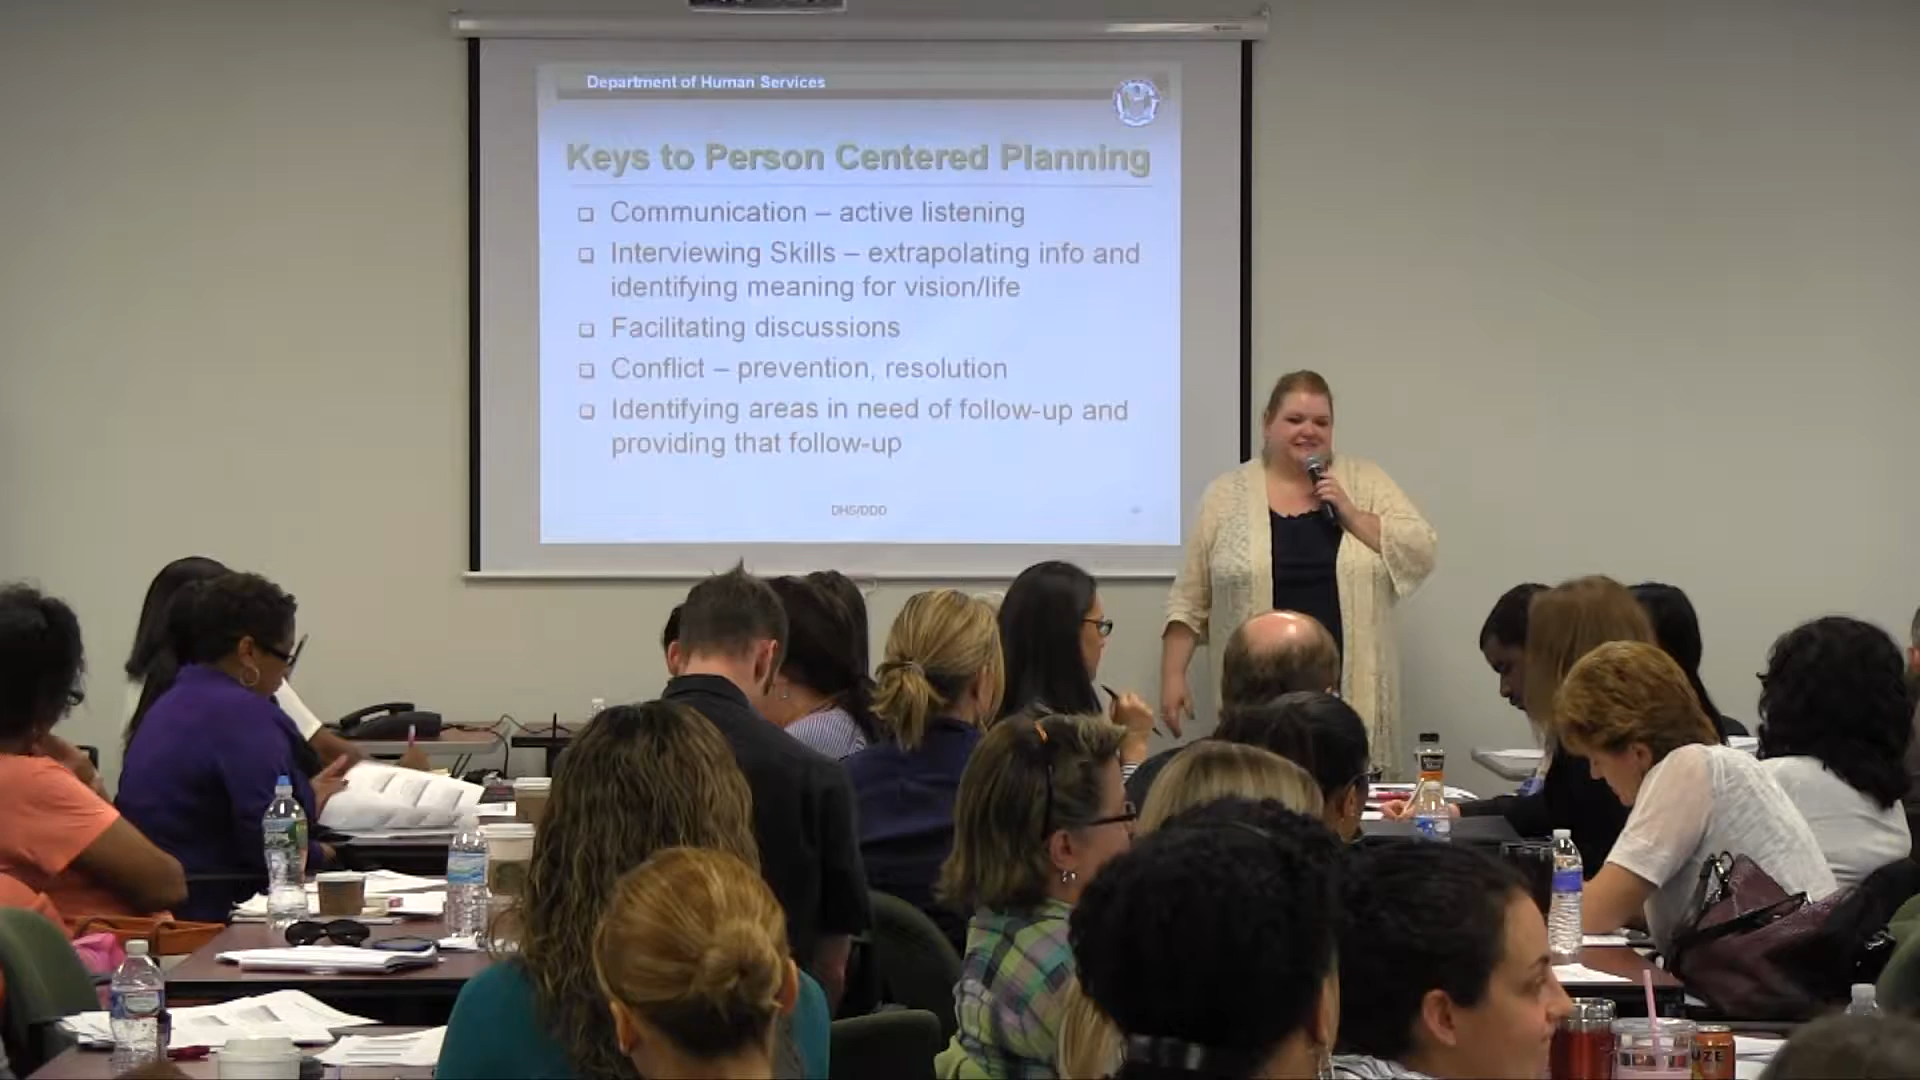 Department of Human Services
Keys to Person Centered Planning
❑ Communication – active listening
❑ Interviewing Skills – extrapolating info and
identifying meaning for vision/life
❑ Facilitating discussions
❑ Conflict – prevention, resolution
❑ Identifying areas in need of follow-up and
providing that follow-up
DHS/DDD
UZE